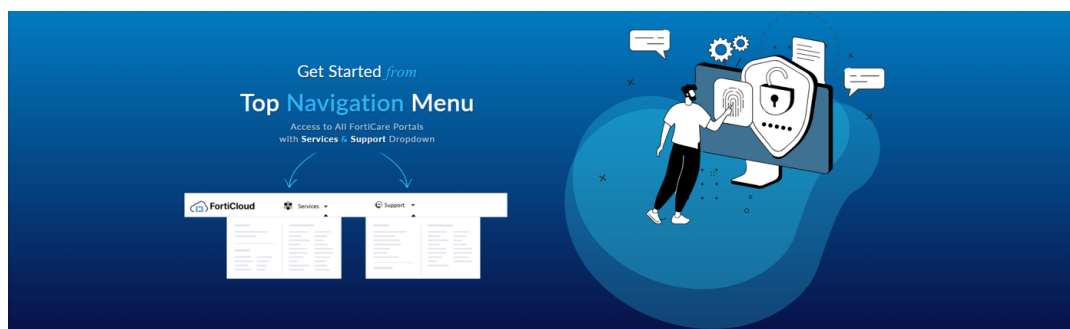 Get Started from
Top Navigation Menu
Access to All FortiCare Portals
with Services & Support Dropdown
FortiCloud Services Support